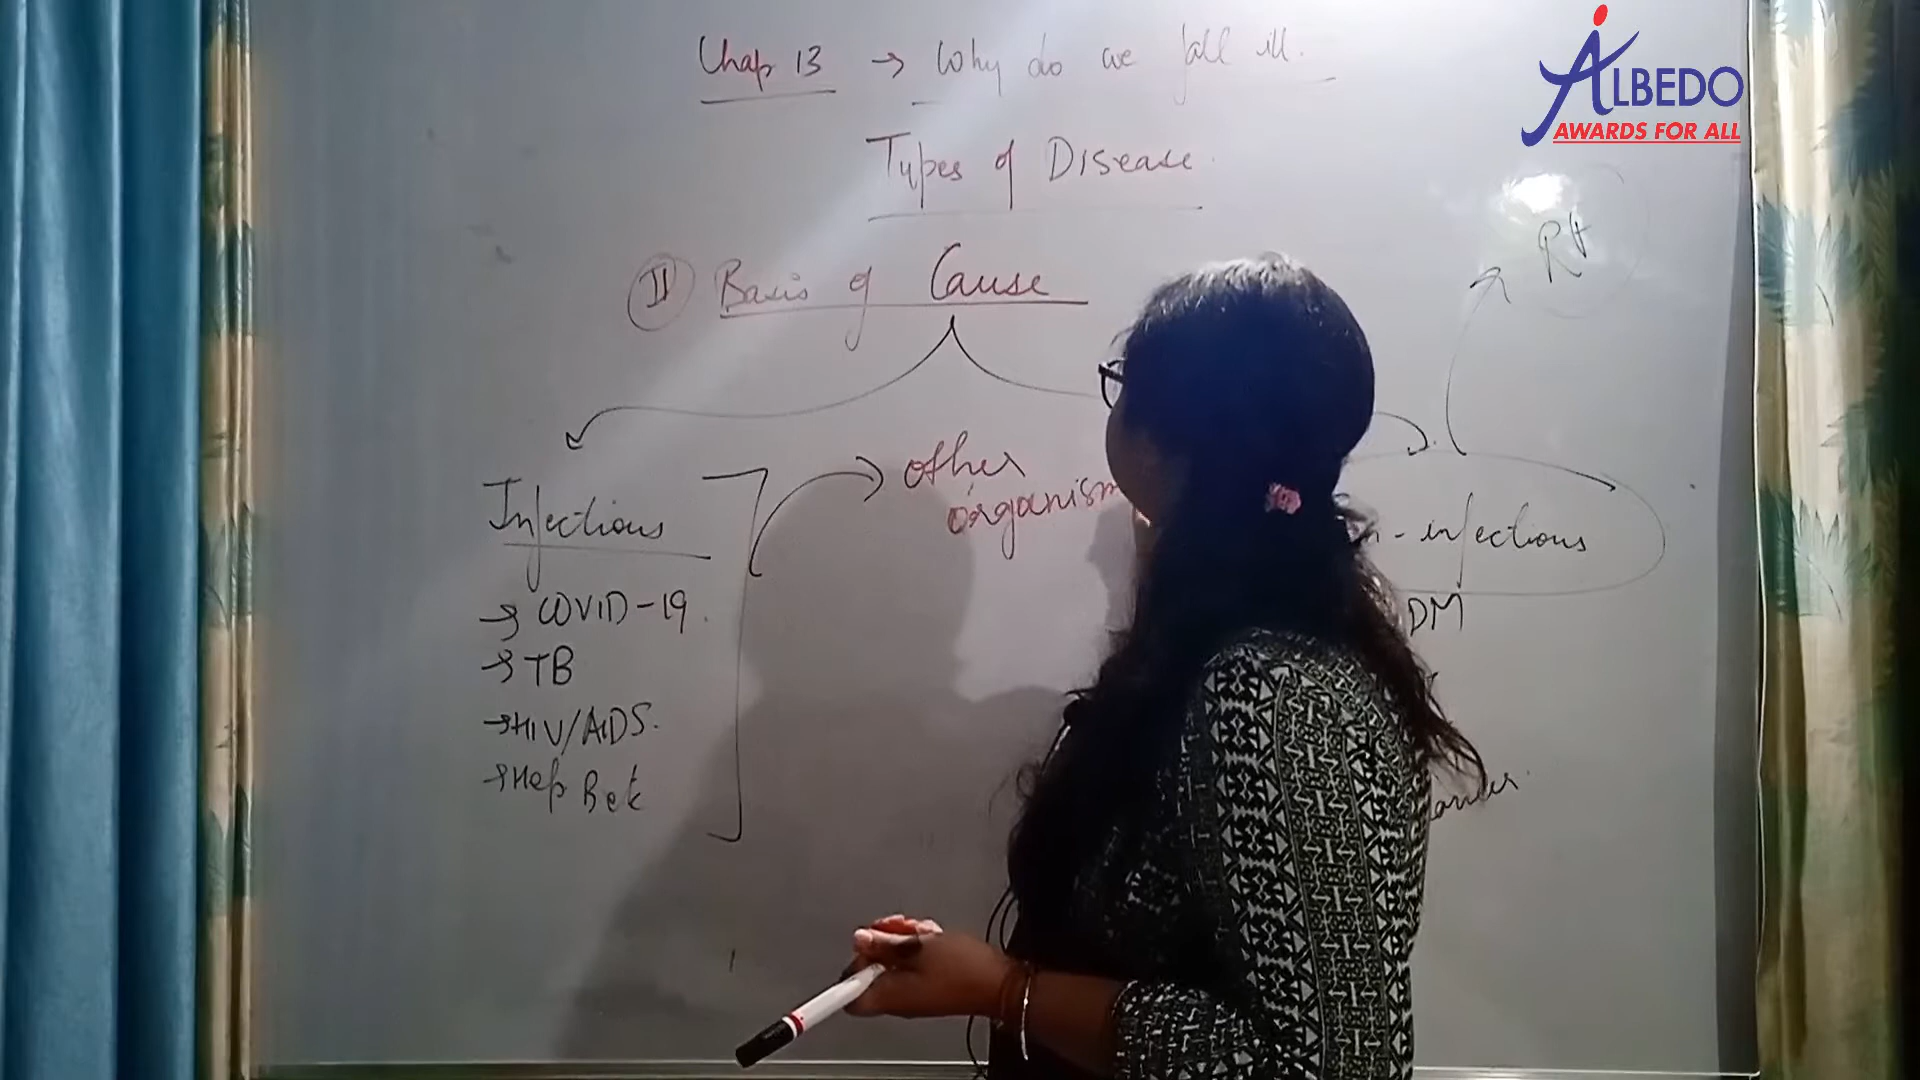 Chap 13 → Why do we fall ill.
ALBEDO
AWARDS FOR ALL
Types of Disease
II Basis of Cause
Infectious
→ COVID-19.
→ TB
→ HIV/AIDS.
→ Hep
other
organism
- infectious
DM